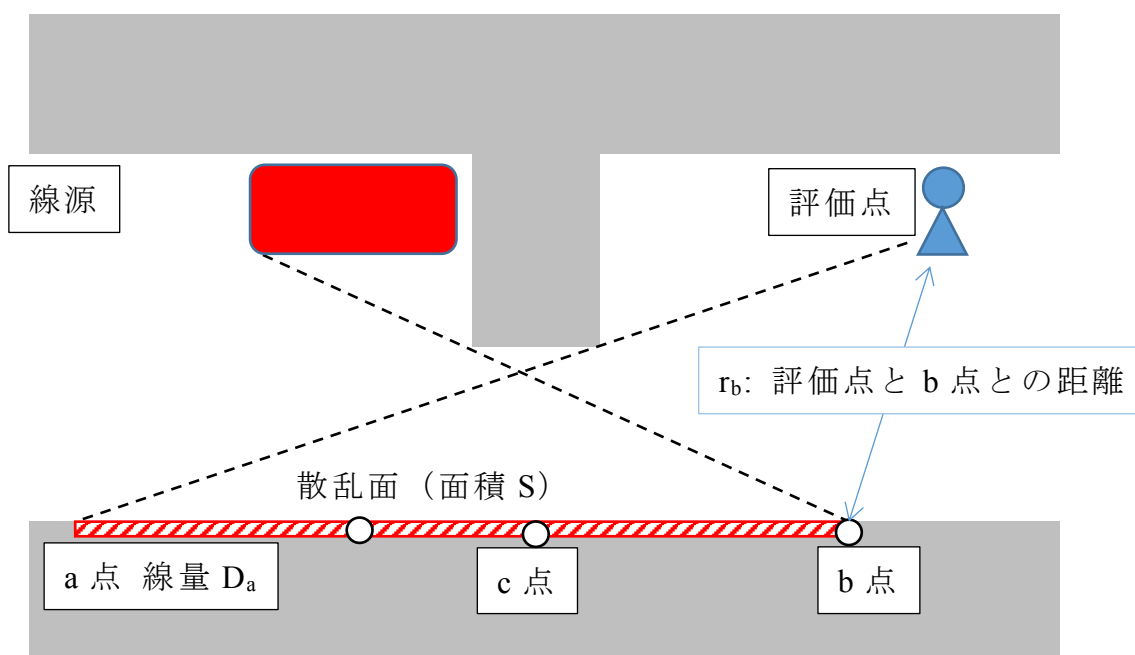 線源
評価点
r_b: 評価点と b 点との距離
散乱面（面積 S）
a 点 線量 D_a
c 点
b 点